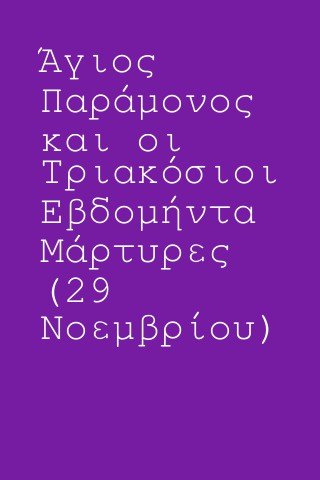 Άγιος
Παράμονος
και οι
Τριακόσιοι
Εβδομήντα
Μάρτυρες
(29
Νοεμβρίου)